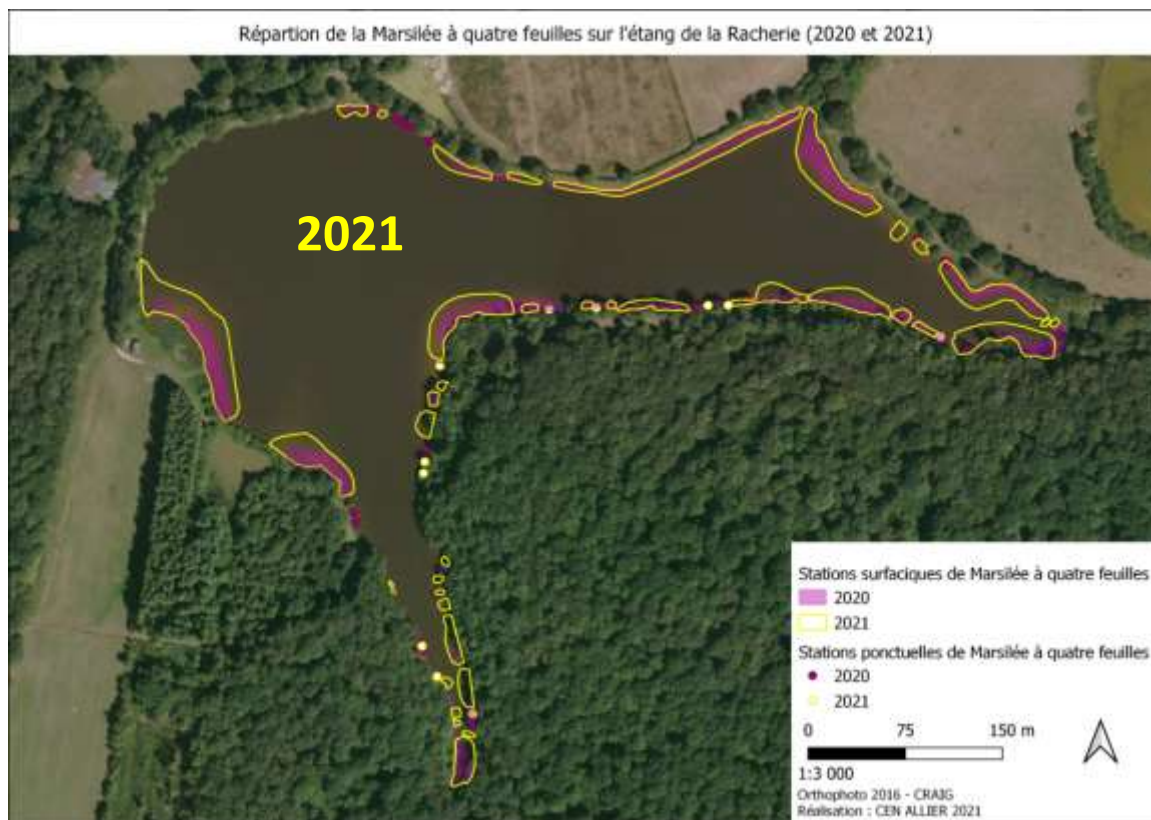 Répartion de la Marsilée à quatre feuilles sur l'étang de la Racherie (2020 et 2021)
2021
Stations surfaciques de Marsilée à quatre feuilles
2020
2021
Stations ponctuelles de Marsilée à quatre feuilles
2020
2021
0 75 150 m
1:3 000
Orthophoto 2016 - CRAIG
Réalisation : CEN ALLIER 2021